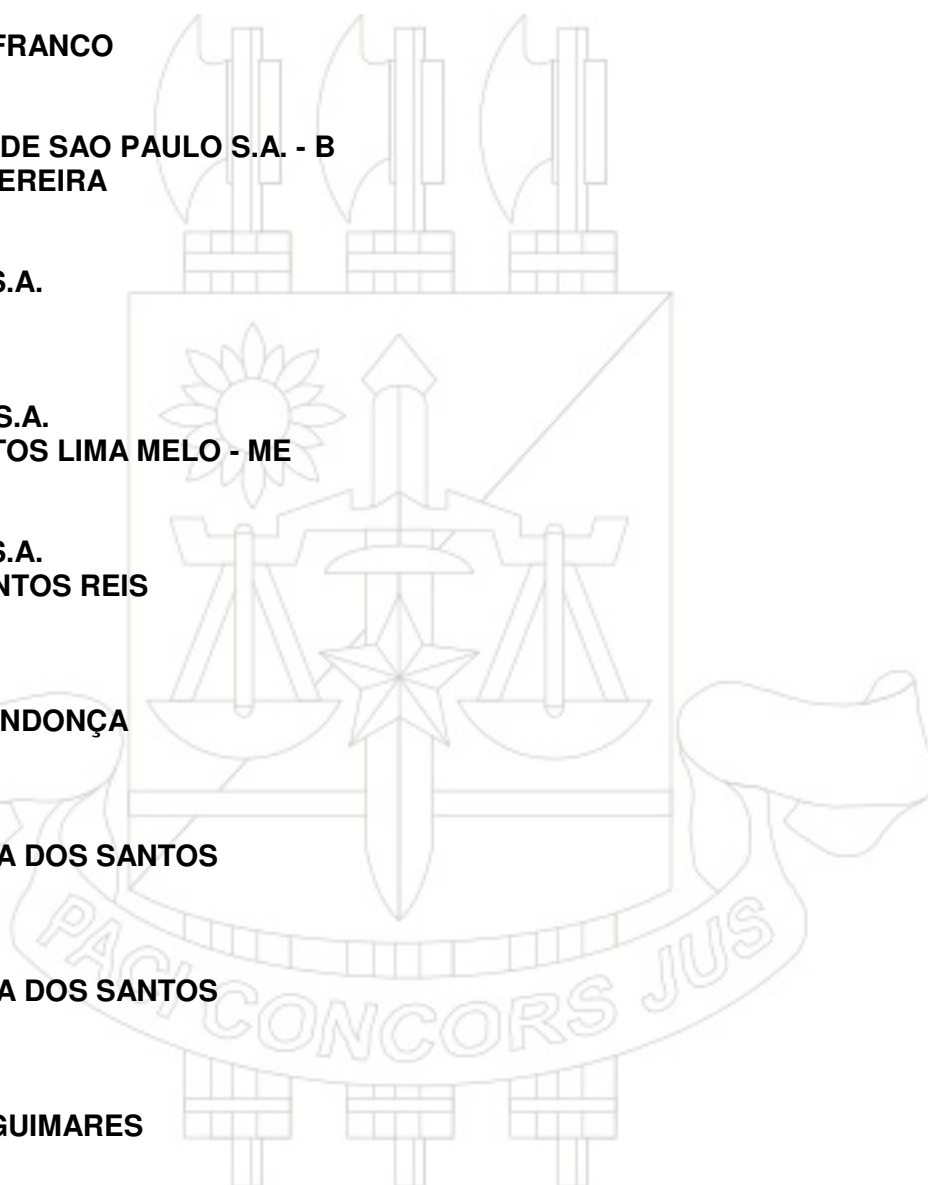 FRANCO
DE SAO PAULO S.A. - B
EREIRA
S.A.
S.A.
TOS LIMA MELO - ME
S.A.
NTOS REIS
NDONÇA
A DOS SANTOS
A DOS SANTOS
GUIMARES
PACI CONCORS JUS